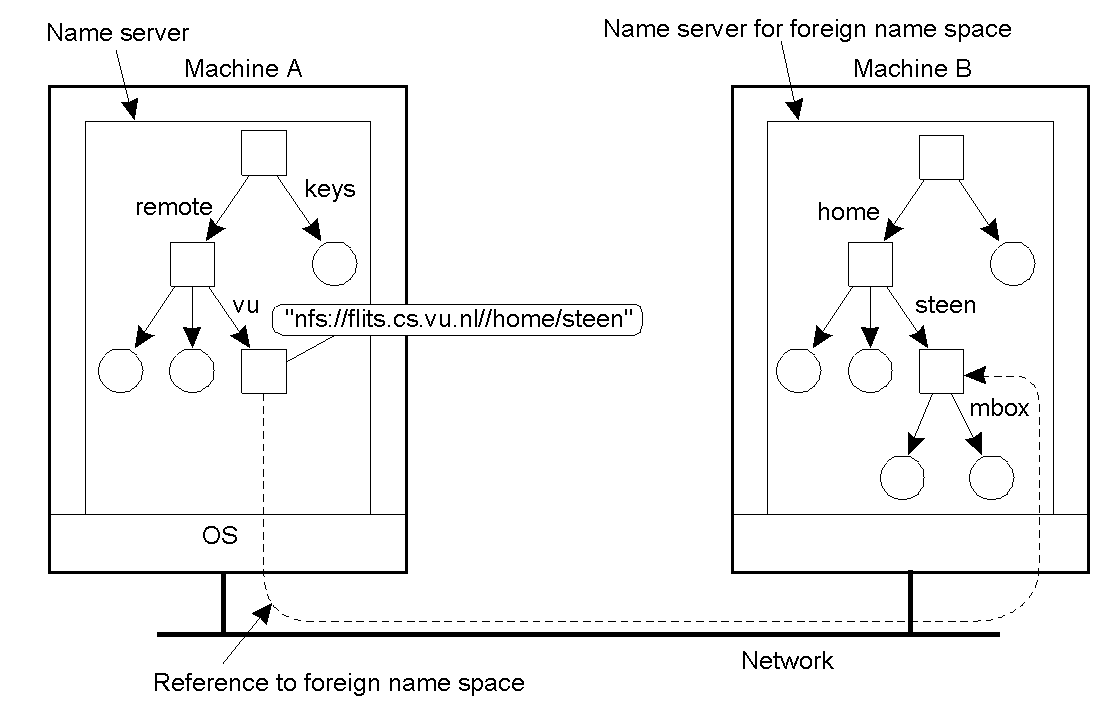 Name server
Name server for foreign name space
Machine A
Machine B
keys
remote
home
vu
steen
"nfs://flits.cs.vu.nl//home/steen"
mbox
OS
Network
Reference to foreign name space